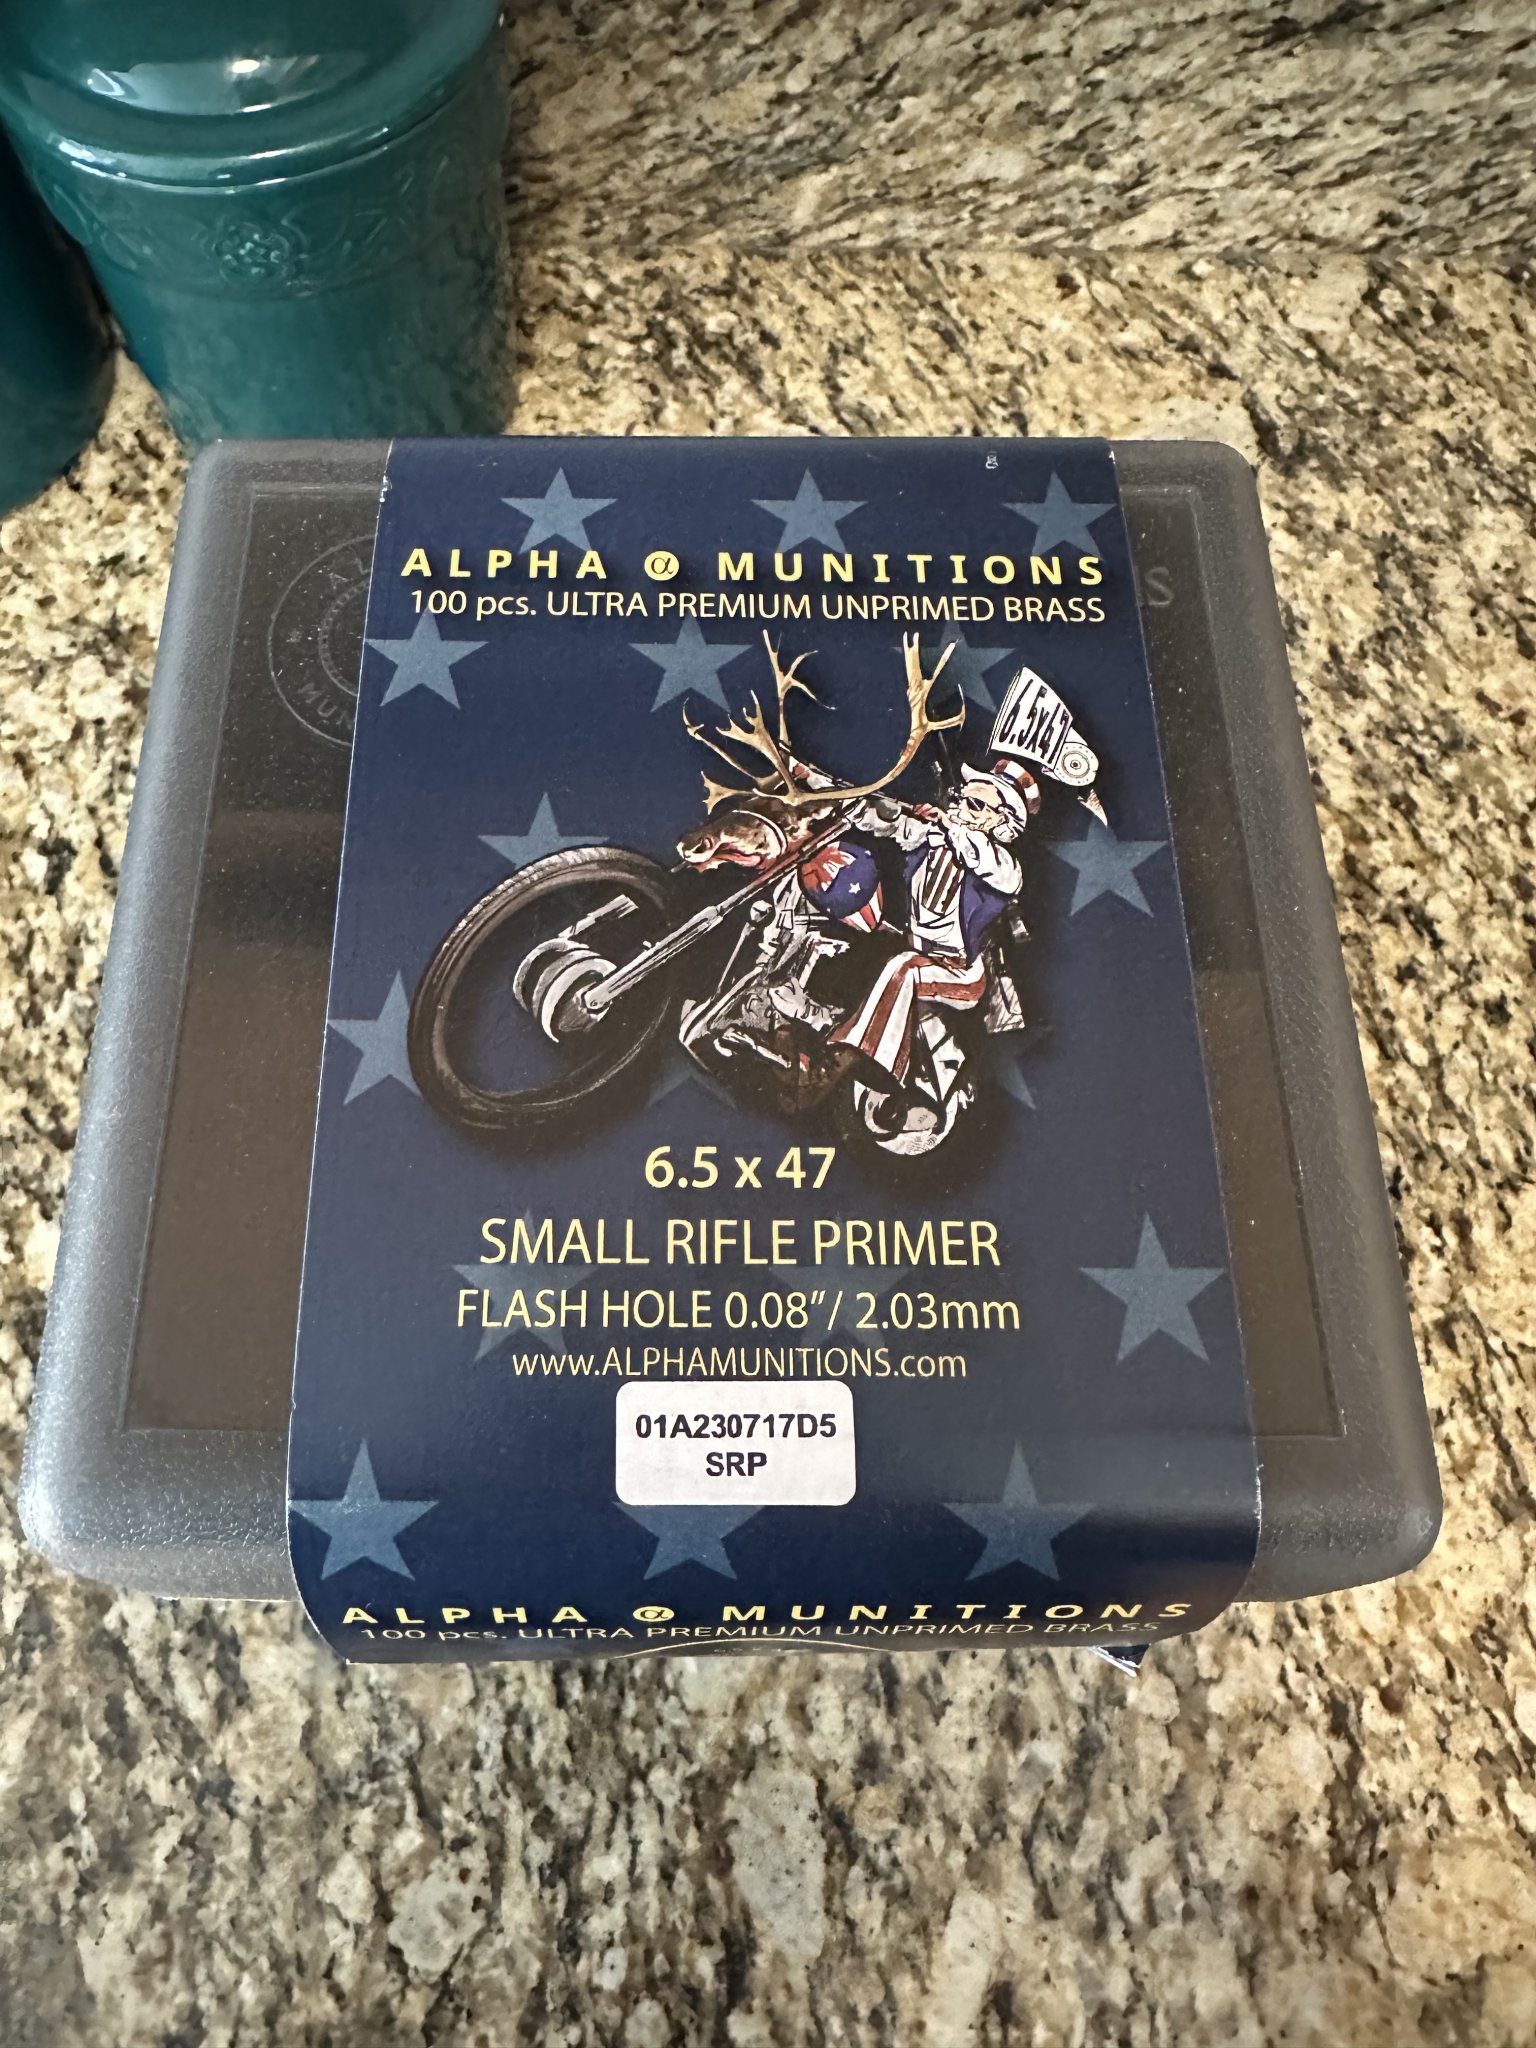 ALPHA α MUNITIONS
100 pcs. ULTRA PREMIUM UNPRIMED BRASS
6.5x47
6.5 x 47
SMALL RIFLE PRIMER
FLASH HOLE 0.08"/ 2.03mm
www.ALPHAMUNITIONS.com
01A230717D5
SRP
ALPHA α MUNITIONS
100 pcs. ULTRA PREMIUM UNPRIMED BRASS